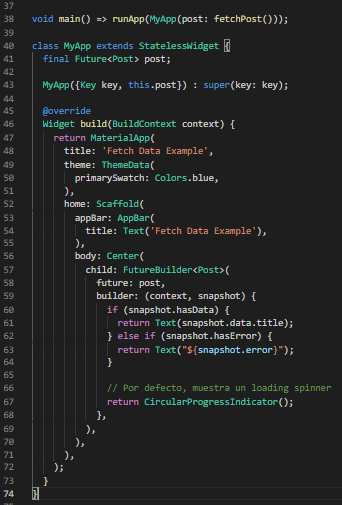 37
38 void main() => runApp(MyApp(post: fetchPost()));
39
40 class MyApp extends StatelessWidget {
41   final Future<Post> post;
42
43   MyApp({Key key, this.post}) : super(key: key);
44
45   @override
46   Widget build(BuildContext context) {
47     return MaterialApp(
48       title: 'Fetch Data Example',
49       theme: ThemeData(
50         primarySwatch: Colors.blue,
51       ),
52       home: Scaffold(
53         appBar: AppBar(
54           title: Text('Fetch Data Example'),
55         ),
56         body: Center(
57           child: FutureBuilder<Post>(
58             future: post,
59             builder: (context, snapshot) {
60               if (snapshot.hasData) {
61                 return Text(snapshot.data.title);
62               } else if (snapshot.hasError) {
63                 return Text("${snapshot.error}");
64               }
65
66               // Por defecto, muestra un loading spinner
67               return CircularProgressIndicator();
68             },
69           ),
70         ),
71       ),
72     );
73   }
74 }